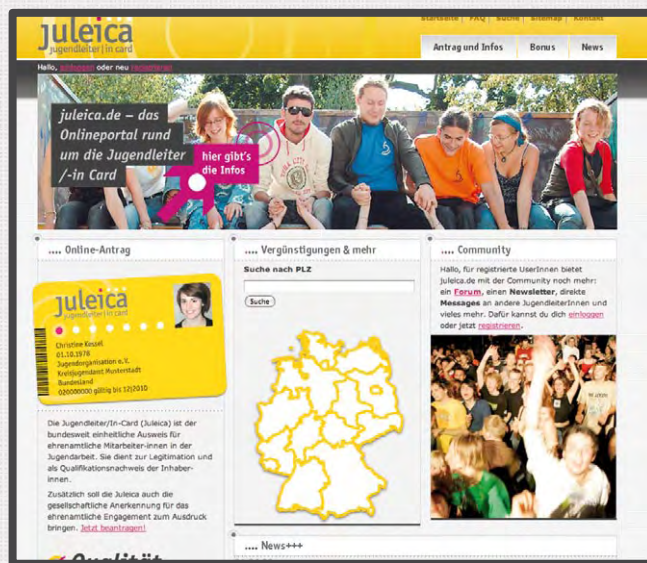 juleica
jugendleiter|in card
Startseite | FAQ | Suche | Sitemap | Kontakt
Antrag und Infos Bonus News
Hallo, einloggen oder neu registrieren
juleica.de – das
Onlineportal rund
um die Jugendleiter
/-in Card
hier gibt's
die Infos
.... Online-Antrag
juleica
jugendleiter|in card
Christine Kessel
01.10.1978
Jugendorganisation e.V.
Kreisjugendamt Musterstadt
Bundesland
020000000 gültig bis 12|2010
Die Jugendleiter/In-Card (Juleica) ist der
bundesweit einheitliche Ausweis für
ehrenamtliche Mitarbeiter-innen in der
Jugendarbeit. Sie dient zur Legitimation und
als Qualifikationsnachweis der Inhaber-
innen.
Zusätzlich soll die Juleica auch die
gesellschaftliche Anerkennung für das
ehrenamtliche Engagement zum Ausdruck
bringen. Jetzt beantragen!
Qualität
.... Vergünstigungen & mehr
Suche nach PLZ
Suche
.... Community
Hallo, für registrierte UserInnen bietet
juleica.de mit der Community noch mehr:
ein Forum, einen Newsletter, direkte
Messages an andere JugendleiterInnen und
vieles mehr. Dafür kannst du dich einloggen
oder jetzt registrieren.
.... News+++